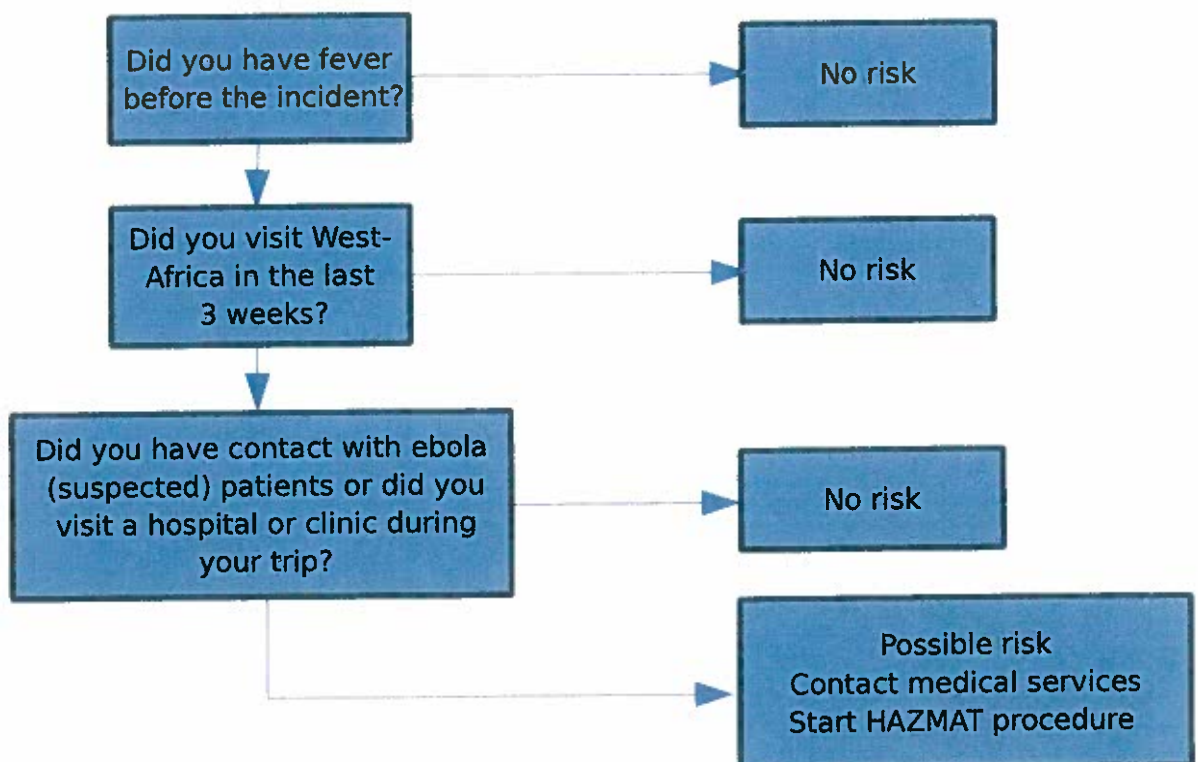 Did you have fever
before the incident?
No risk
Did you visit West-
Africa in the last
3 weeks?
No risk
Did you have contact with ebola
(suspected) patients or did you
visit a hospital or clinic during
your trip?
No risk
Possible risk
Contact medical services
Start HAZMAT procedure